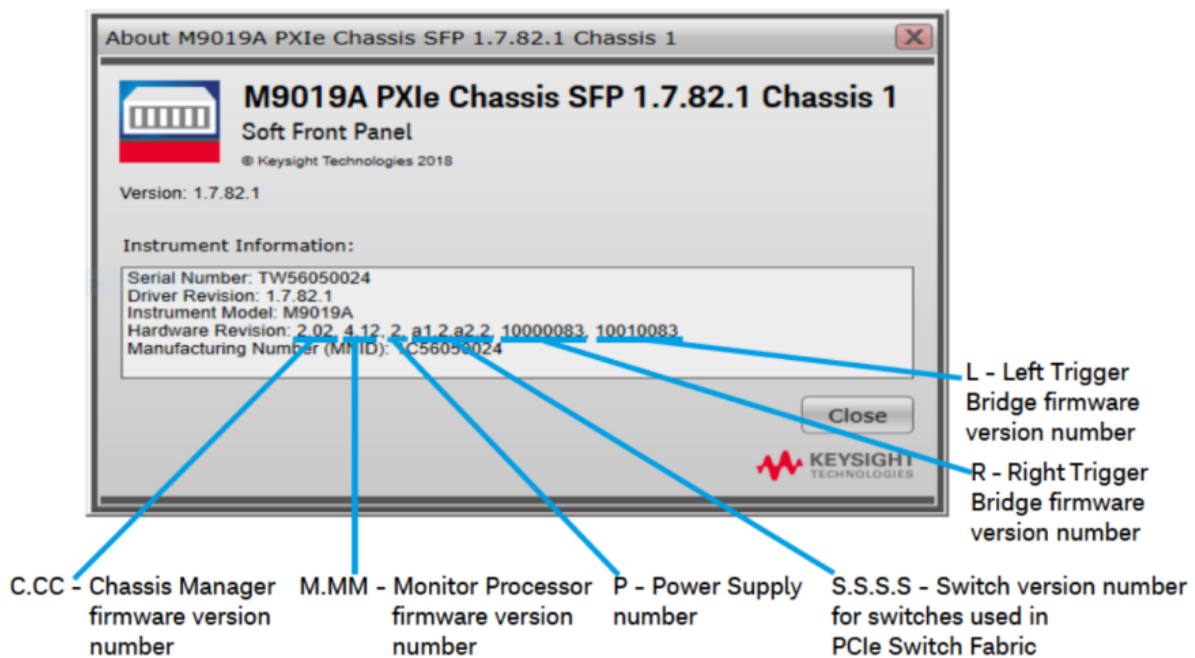 About M9019A PXIe Chassis SFP 1.7.82.1 Chassis 1
M9019A PXIe Chassis SFP 1.7.82.1 Chassis 1
Soft Front Panel
© Keysight Technologies 2018
Version: 1.7.82.1
Instrument Information:
Serial Number: TW56050024
Driver Revision: 1.7.82.1
Instrument Model: M9019A
Hardware Revision: 2.02, 4.12, 2, a1.2.a2.2, 10000083, 10010083,
Manufacturing Number (MNID): TC56050024
Close
KEYSIGHT
TECHNOLOGIES
L - Left Trigger
Bridge firmware
version number
R - Right Trigger
Bridge firmware
version number
C.CC - Chassis Manager
firmware version
number
M.MM - Monitor Processor
firmware version
number
P - Power Supply
number
S.S.S.S - Switch version number
for switches used in
PCIe Switch Fabric